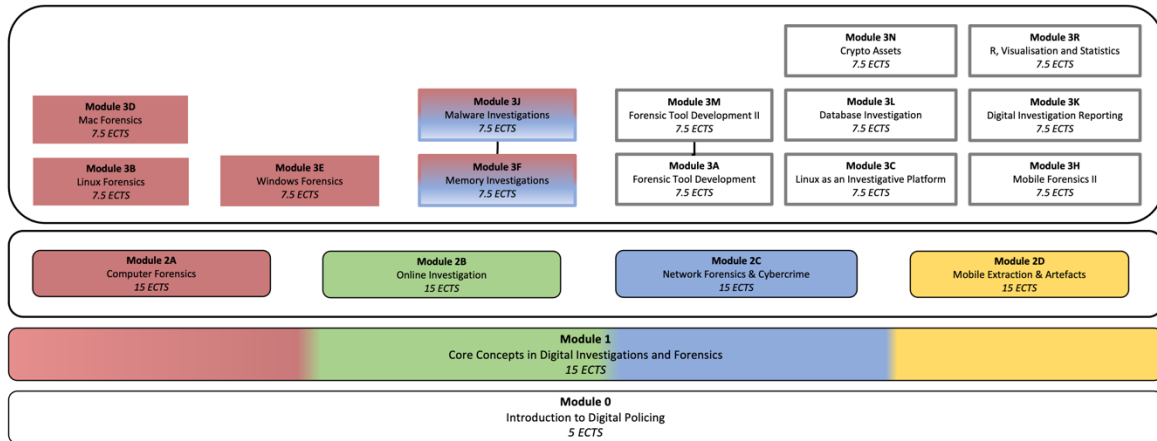 Module 3N
Crypto Assets
7.5 ECTS
Module 3R
R, Visualisation and Statistics
7.5 ECTS
Module 3D
Mac Forensics
7.5 ECTS
Module 3J
Malware Investigations
7.5 ECTS
Module 3M
Forensic Tool Development II
7.5 ECTS
Module 3L
Database Investigation
7.5 ECTS
Module 3K
Digital Investigation Reporting
7.5 ECTS
Module 3B
Linux Forensics
7.5 ECTS
Module 3E
Windows Forensics
7.5 ECTS
Module 3F
Memory Investigations
7.5 ECTS
Module 3A
Forensic Tool Development
7.5 ECTS
Module 3C
Linux as an Investigative Platform
7.5 ECTS
Module 3H
Mobile Forensics II
7.5 ECTS
Module 2A
Computer Forensics
15 ECTS
Module 2B
Online Investigation
15 ECTS
Module 2C
Network Forensics & Cybercrime
15 ECTS
Module 2D
Mobile Extraction & Artefacts
15 ECTS
Module 1
Core Concepts in Digital Investigations and Forensics
15 ECTS
Module 0
Introduction to Digital Policing
5 ECTS